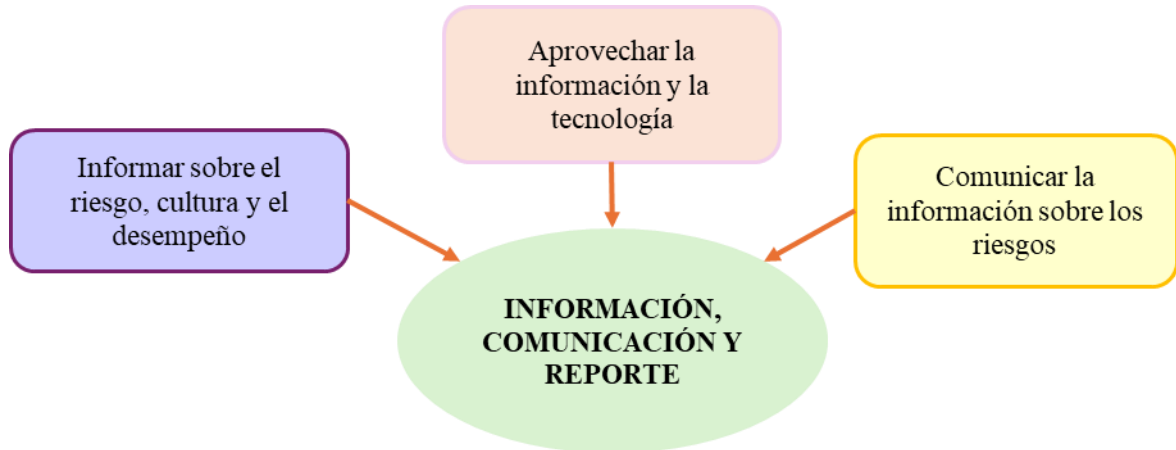 Aprovechar la
información y la
tecnología
Informar sobre el
riesgo, cultura y el
desempeño
Comunicar la
información sobre los
riesgos
INFORMACIÓN,
COMUNICACIÓN Y
REPORTE